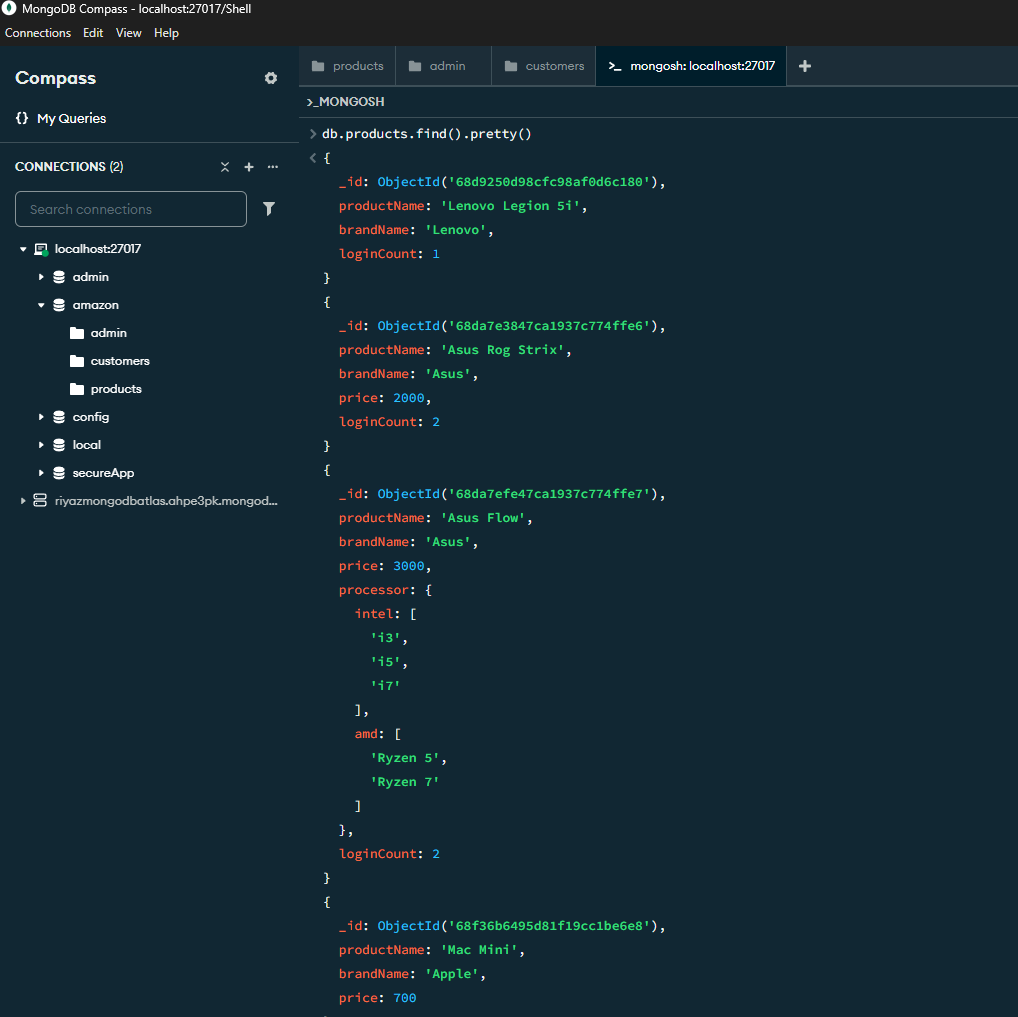 MongoDB Compass - localhost:27017/Shell
Connections Edit View Help
Compass
{} My Queries
CONNECTIONS (2)
Search connections
localhost:27017
admin
amazon
admin
customers
products
config
local
secureApp
riyazmongodbatlas.ahpe3pk.mongod...
products admin customers >_ mongosh: localhost:27017
>_MONGOSH
> db.products.find().pretty()
< {
_id: ObjectId('68d9250d98cfc98af0d6c180'),
productName: 'Lenovo Legion 5i',
brandName: 'Lenovo',
loginCount: 1
}
{
_id: ObjectId('68da7e3847ca1937c774ffe6'),
productName: 'Asus Rog Strix',
brandName: 'Asus',
price: 2000,
loginCount: 2
}
{
_id: ObjectId('68da7efe47ca1937c774ffe7'),
productName: 'Asus Flow',
brandName: 'Asus',
price: 3000,
processor: {
intel: [
'i3',
'i5',
'i7'
],
amd: [
'Ryzen 5',
'Ryzen 7'
]
},
loginCount: 2
}
{
_id: ObjectId('68f36b6495d81f19cc1be6e8'),
productName: 'Mac Mini',
brandName: 'Apple',
price: 700